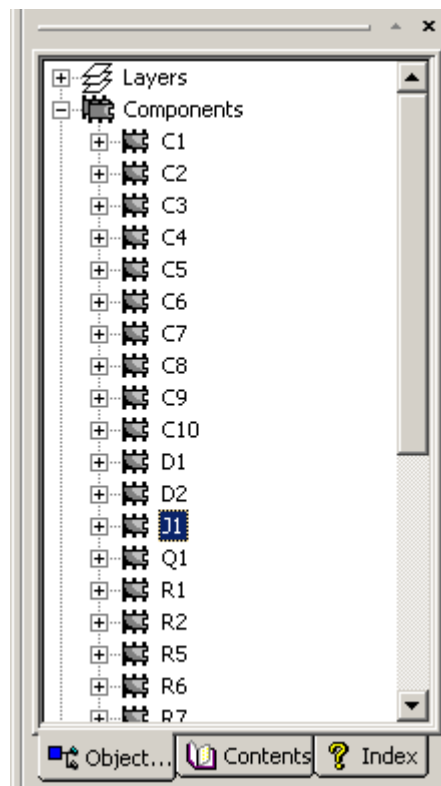 Layers
Components
C1
C2
C3
C4
C5
C6
C7
C8
C9
C10
D1
D2
J1
Q1
R1
R2
R5
R6
R7
Object... Contents Index